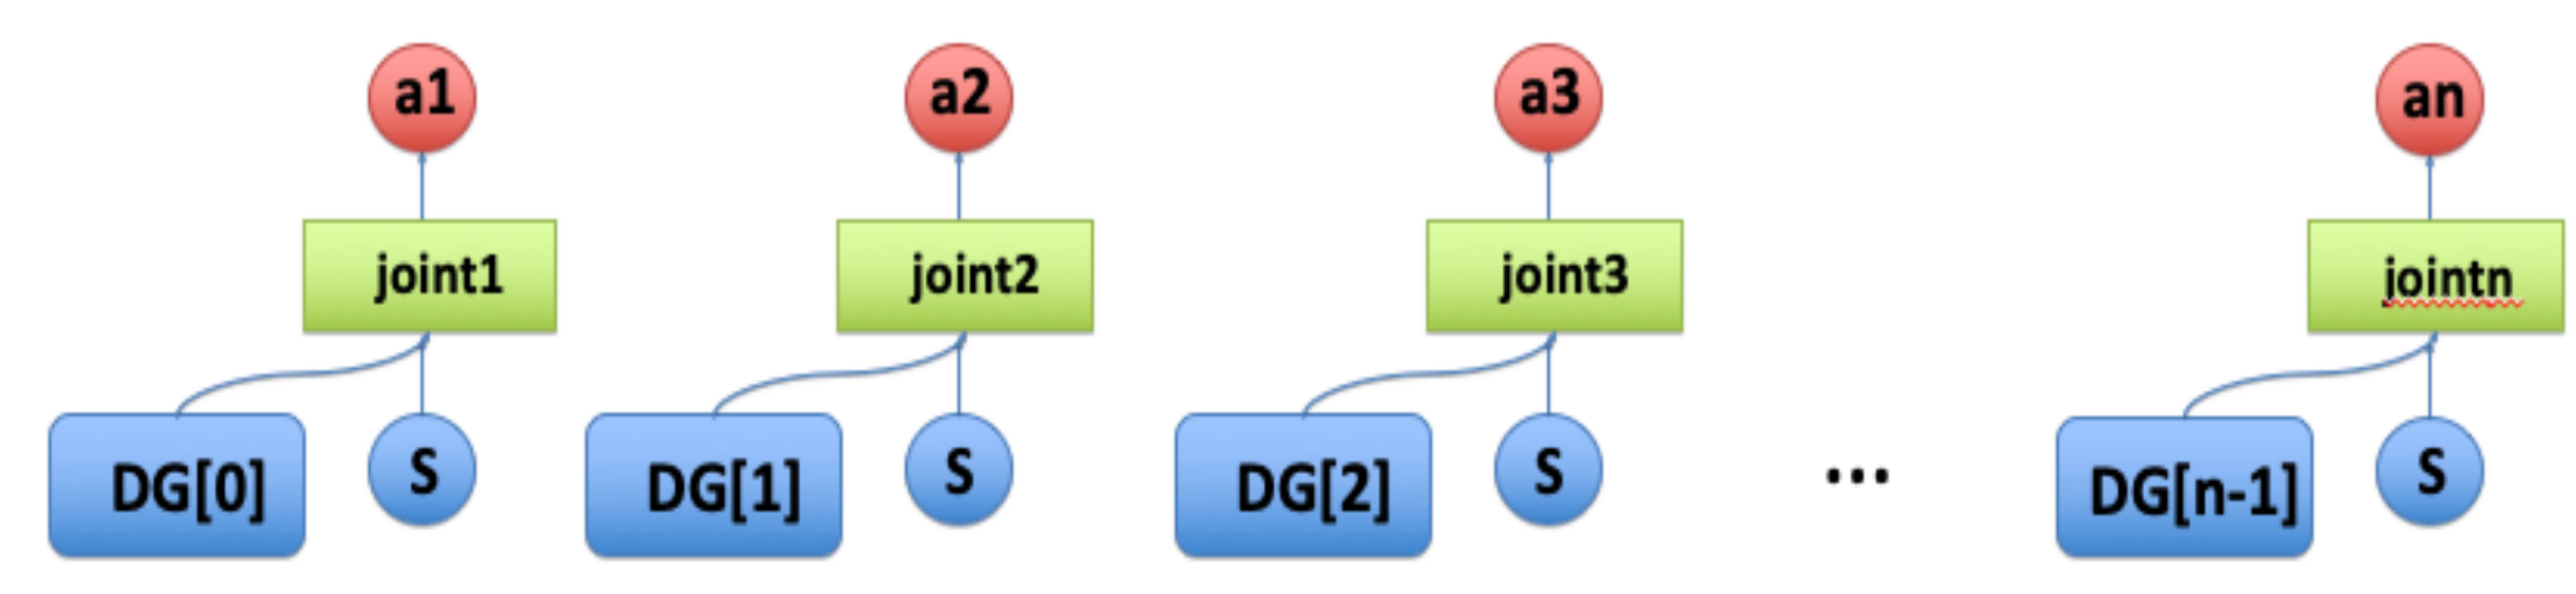 a1 a2 a3 an
joint1 joint2 joint3 jointn
DG[0] S DG[1] S DG[2] S ... DG[n-1] S